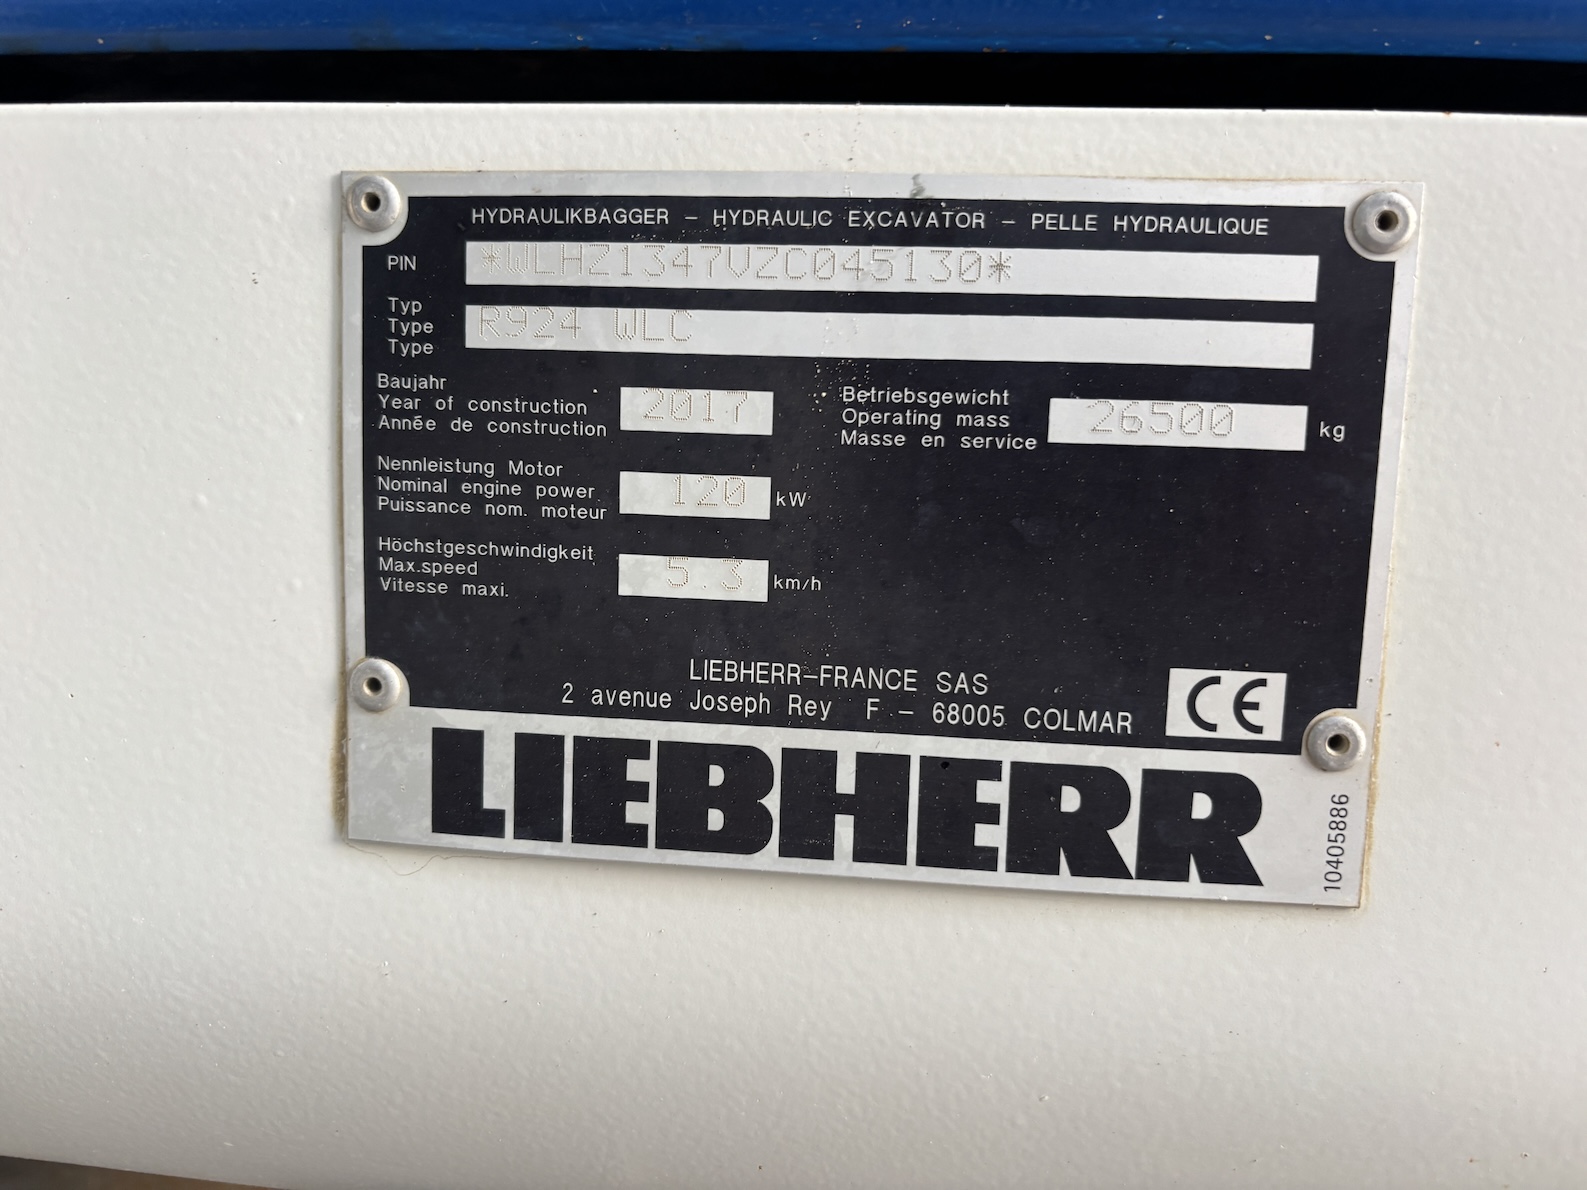 HYDRAULIKBAGGER – HYDRAULIC EXCAVATOR – PELLE HYDRAULIQUE
PIN *WLHZ1347VZC045130*
Typ
Type
Type
R924 WLC
Baujahr
Year of construction
Année de construction
2017
Betriebsgewicht
Operating mass
Masse en service
26500 kg
Nennleistung Motor
Nominal engine power
Puissance nom. moteur
120 kW
Höchstgeschwindigkeit
Max.speed
Vitesse maxi.
5.3 km/h
LIEBHERR–FRANCE SAS
2 avenue Joseph Rey F – 68005 COLMAR
CE
LIEBHERR
10405886